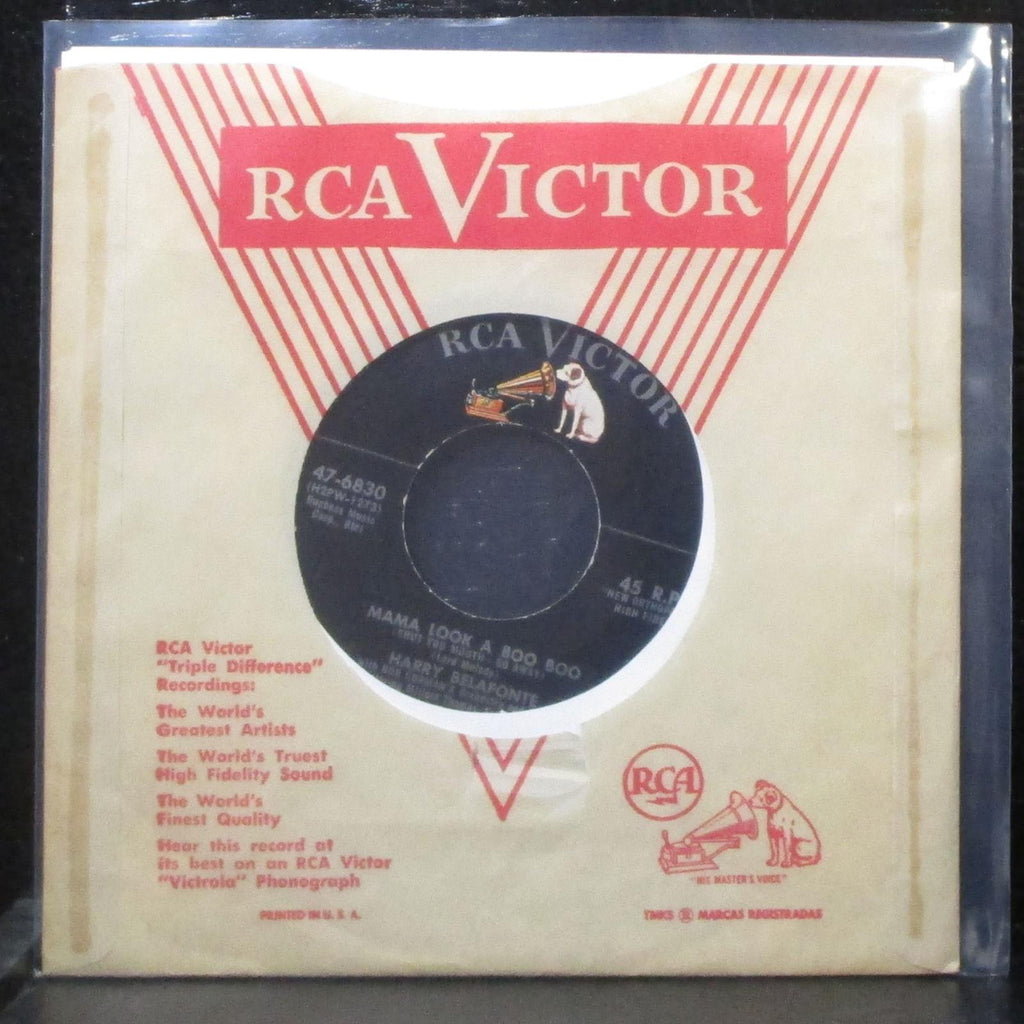 RCA VICTOR
RCA VICTOR
47-6830
(H2PW-1273)
45 R.P
MAMA LOOK A BOO BOO
HARRY BELAFONTE
RCA Victor
"Triple Difference"
Recordings:
The World's
Greatest Artists
The World's Truest
High Fidelity Sound
The World's
Finest Quality
Hear this record at
its best on an RCA Victor
"Victrola" Phonograph
PRINTED IN U. S. A.
RCA
"HIS MASTER'S VOICE"
TMKS ® MARCAS REGISTRADAS